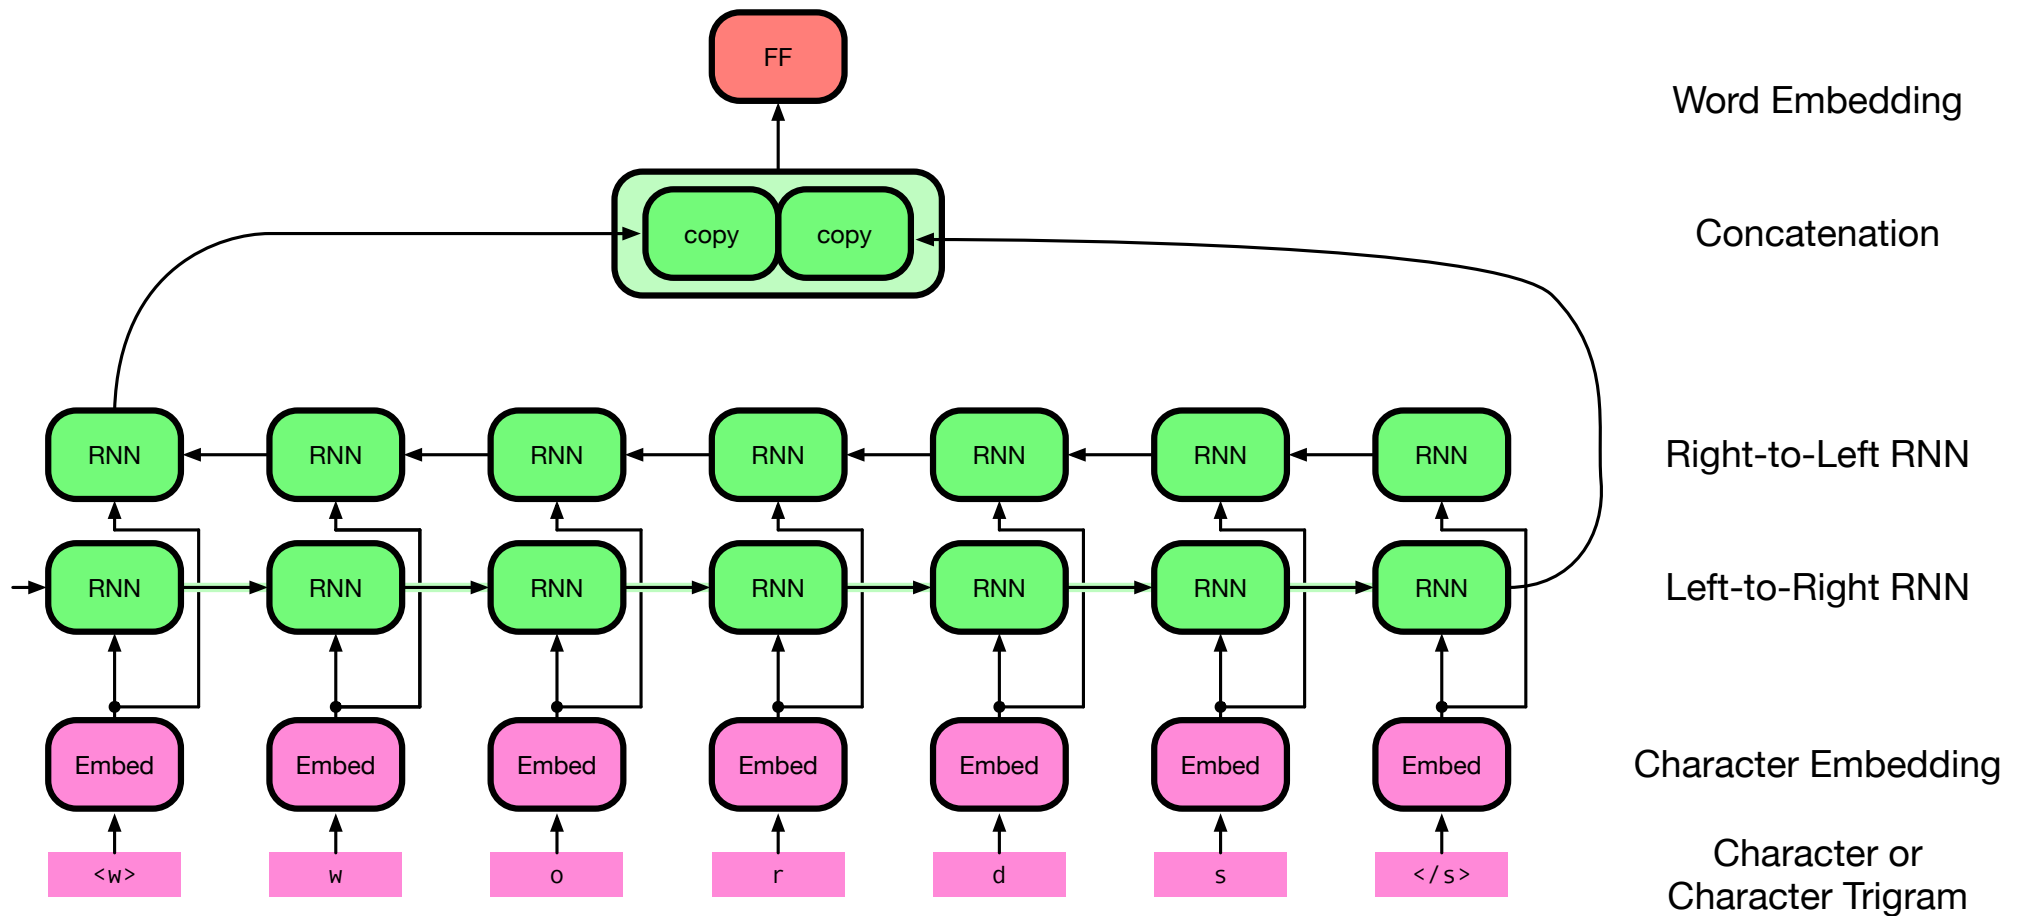 FF
Word Embedding
copy copy
Concatenation
RNN RNN RNN RNN RNN RNN RNN
Right-to-Left RNN
RNN RNN RNN RNN RNN RNN RNN
Left-to-Right RNN
Embed Embed Embed Embed Embed Embed Embed
Character Embedding
<w> w o r d s </s>
Character or
Character Trigram